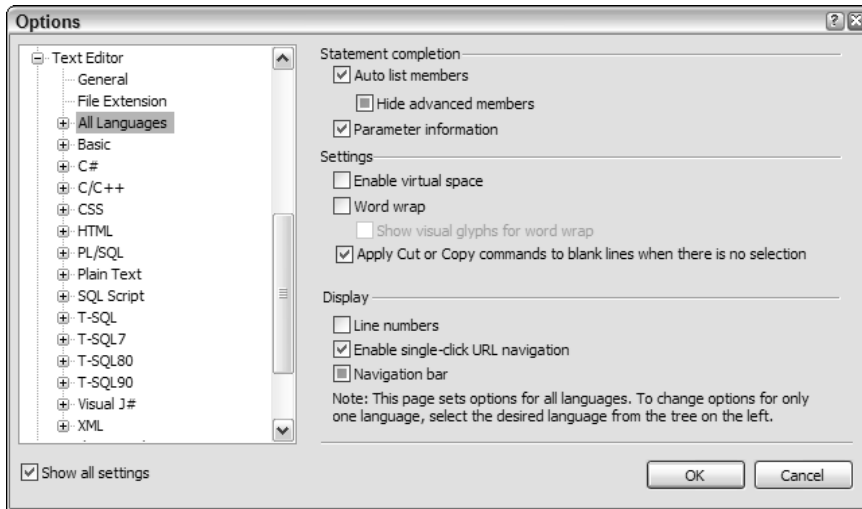 Options
Text Editor
General
File Extension
All Languages
Basic
C#
C/C++
CSS
HTML
PL/SQL
Plain Text
SQL Script
T-SQL
T-SQL7
T-SQL80
T-SQL90
Visual J#
XML
Show all settings
Statement completion
Auto list members
Hide advanced members
Parameter information
Settings
Enable virtual space
Word wrap
Show visual glyphs for word wrap
Apply Cut or Copy commands to blank lines when there is no selection
Display
Line numbers
Enable single-click URL navigation
Navigation bar
Note: This page sets options for all languages. To change options for only
one language, select the desired language from the tree on the left.
OK
Cancel